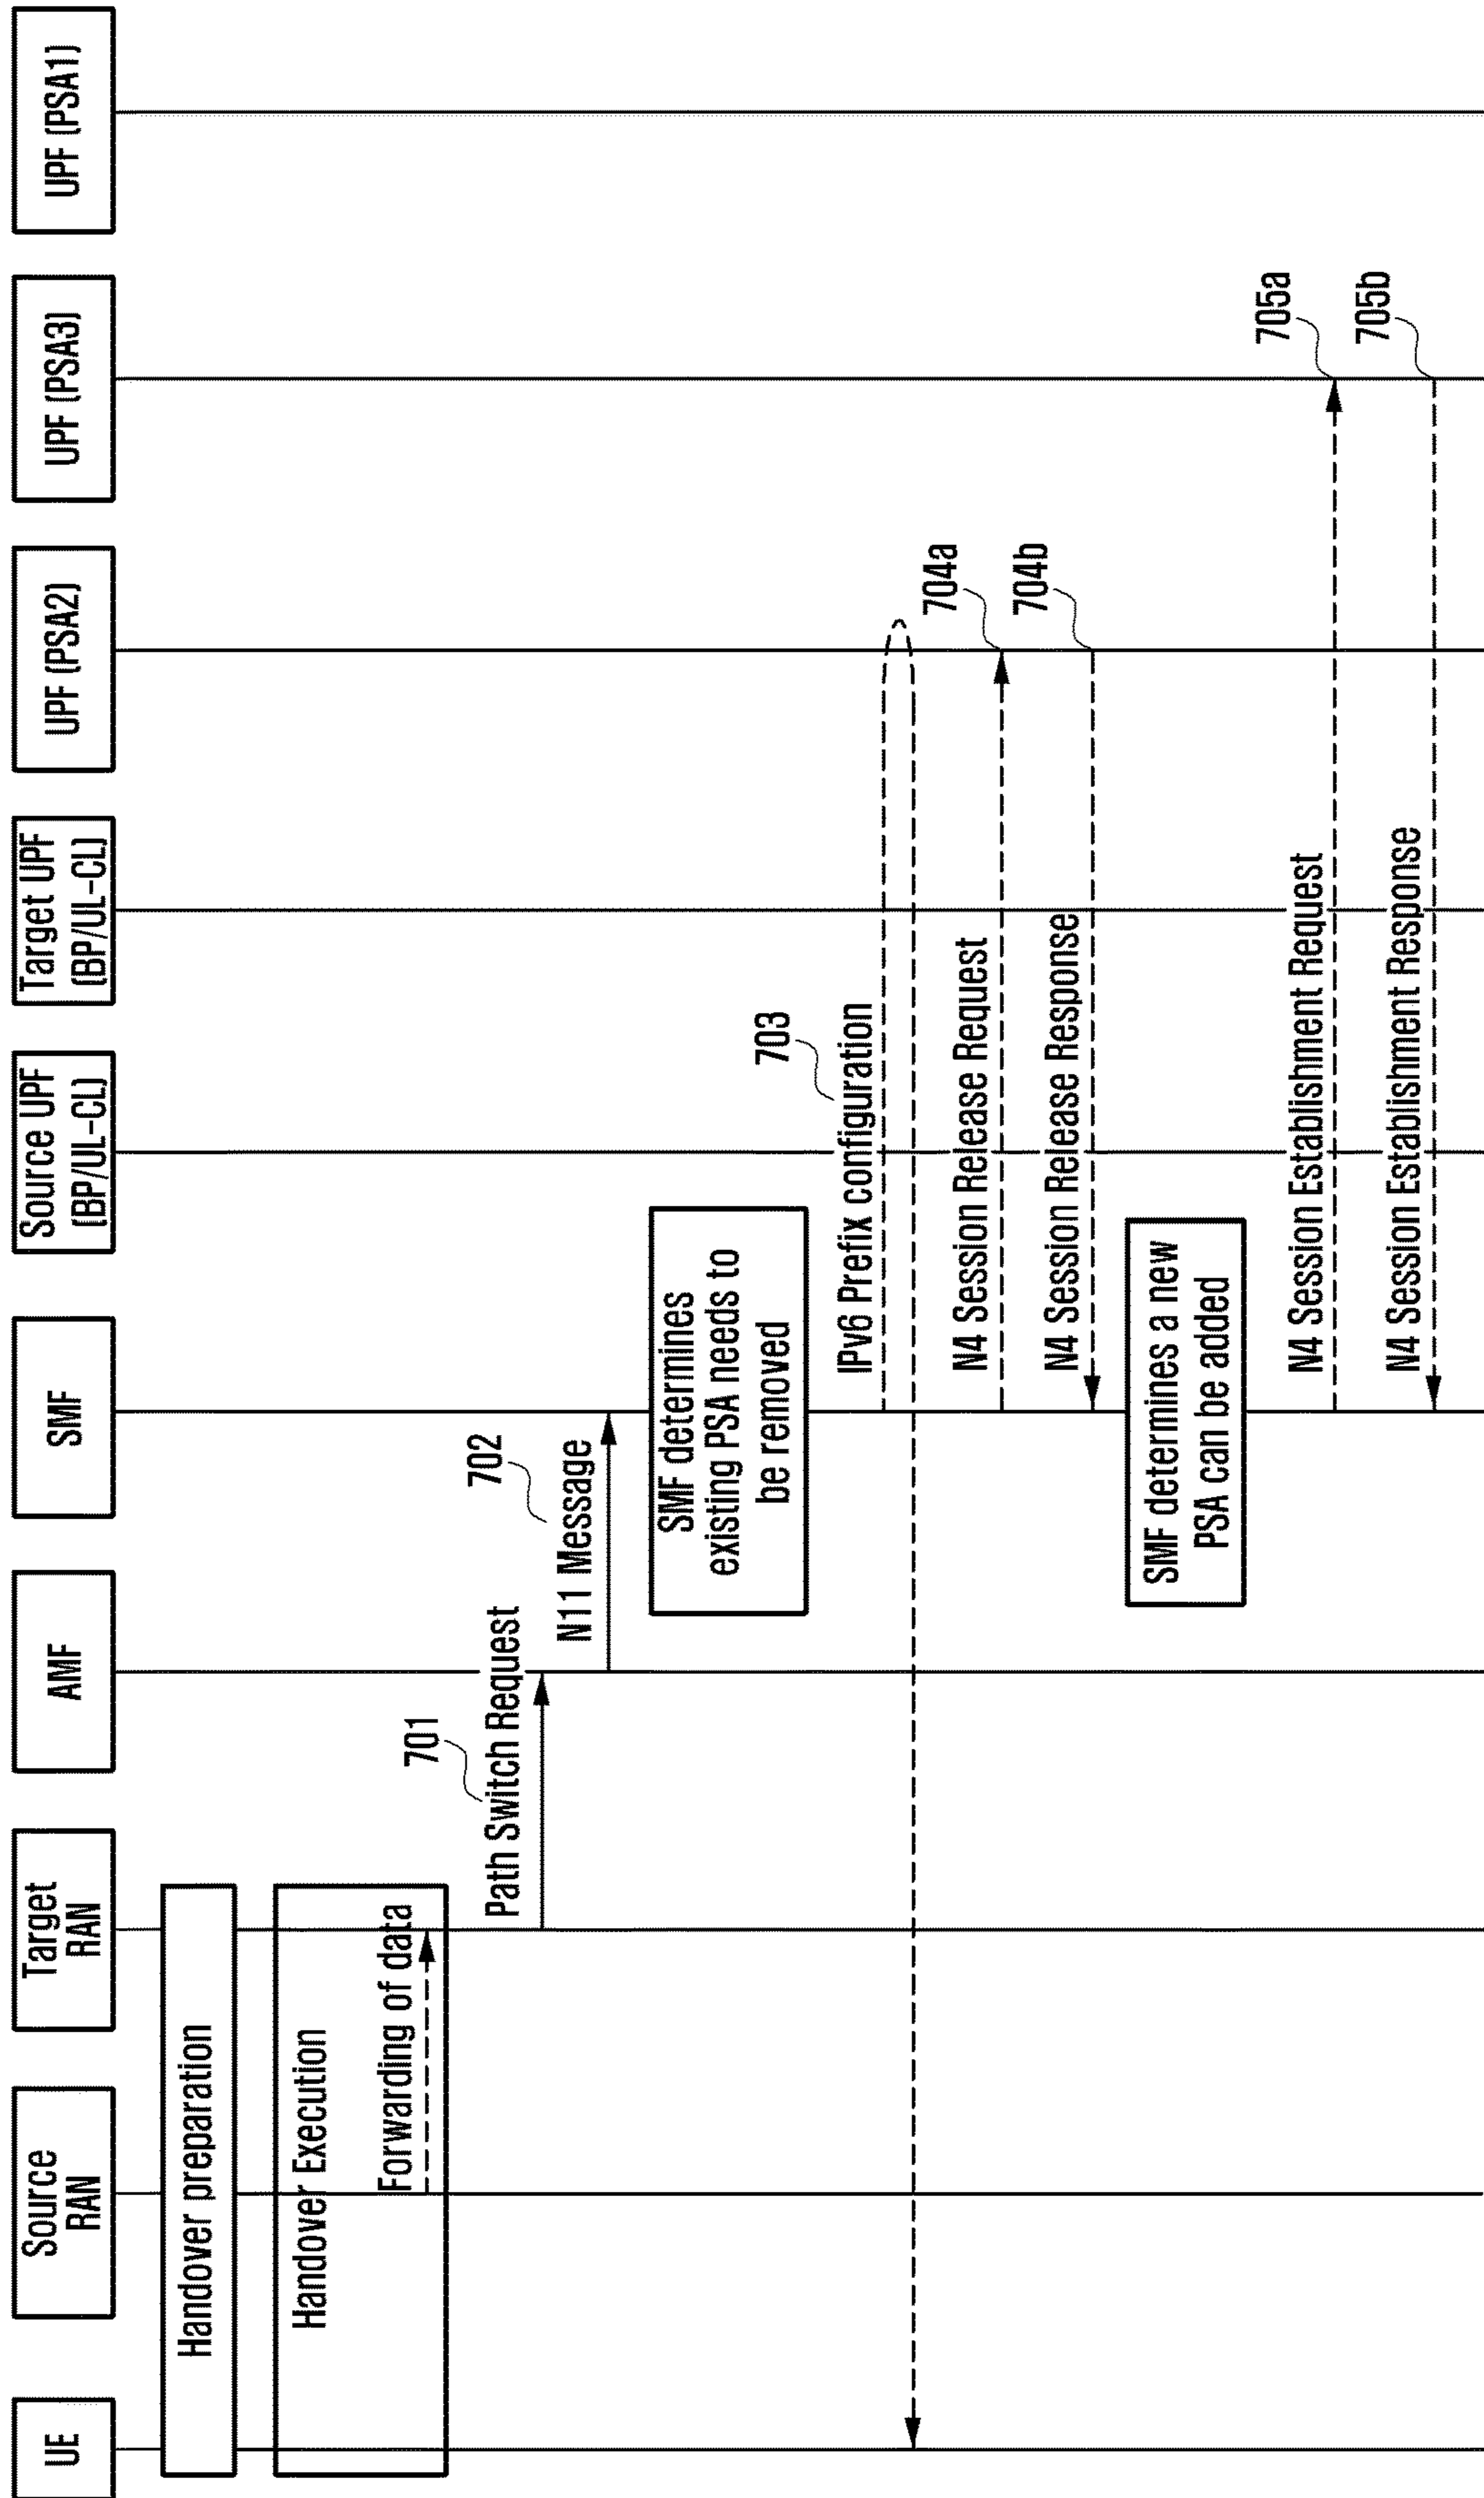 UE
Source
RAN
Target
RAN
AMF
SMF
Source UPF
(BP/UL-CL)
Target UPF
(BP/UL-CL)
UPF (PSA2)
UPF (PSA3)
UPF (PSA1)
Handover preparation
Handover Execution
Forwarding of data
701
Path Switch Request
702
N11 Message
SMF determines
existing PSA needs to
be removed
703
IPv6 Prefix configuration
704a
N4 Session Release Request
704b
N4 Session Release Response
SMF determines a new
PSA can be added
705a
N4 Session Establishment Request
705b
N4 Session Establishment Response